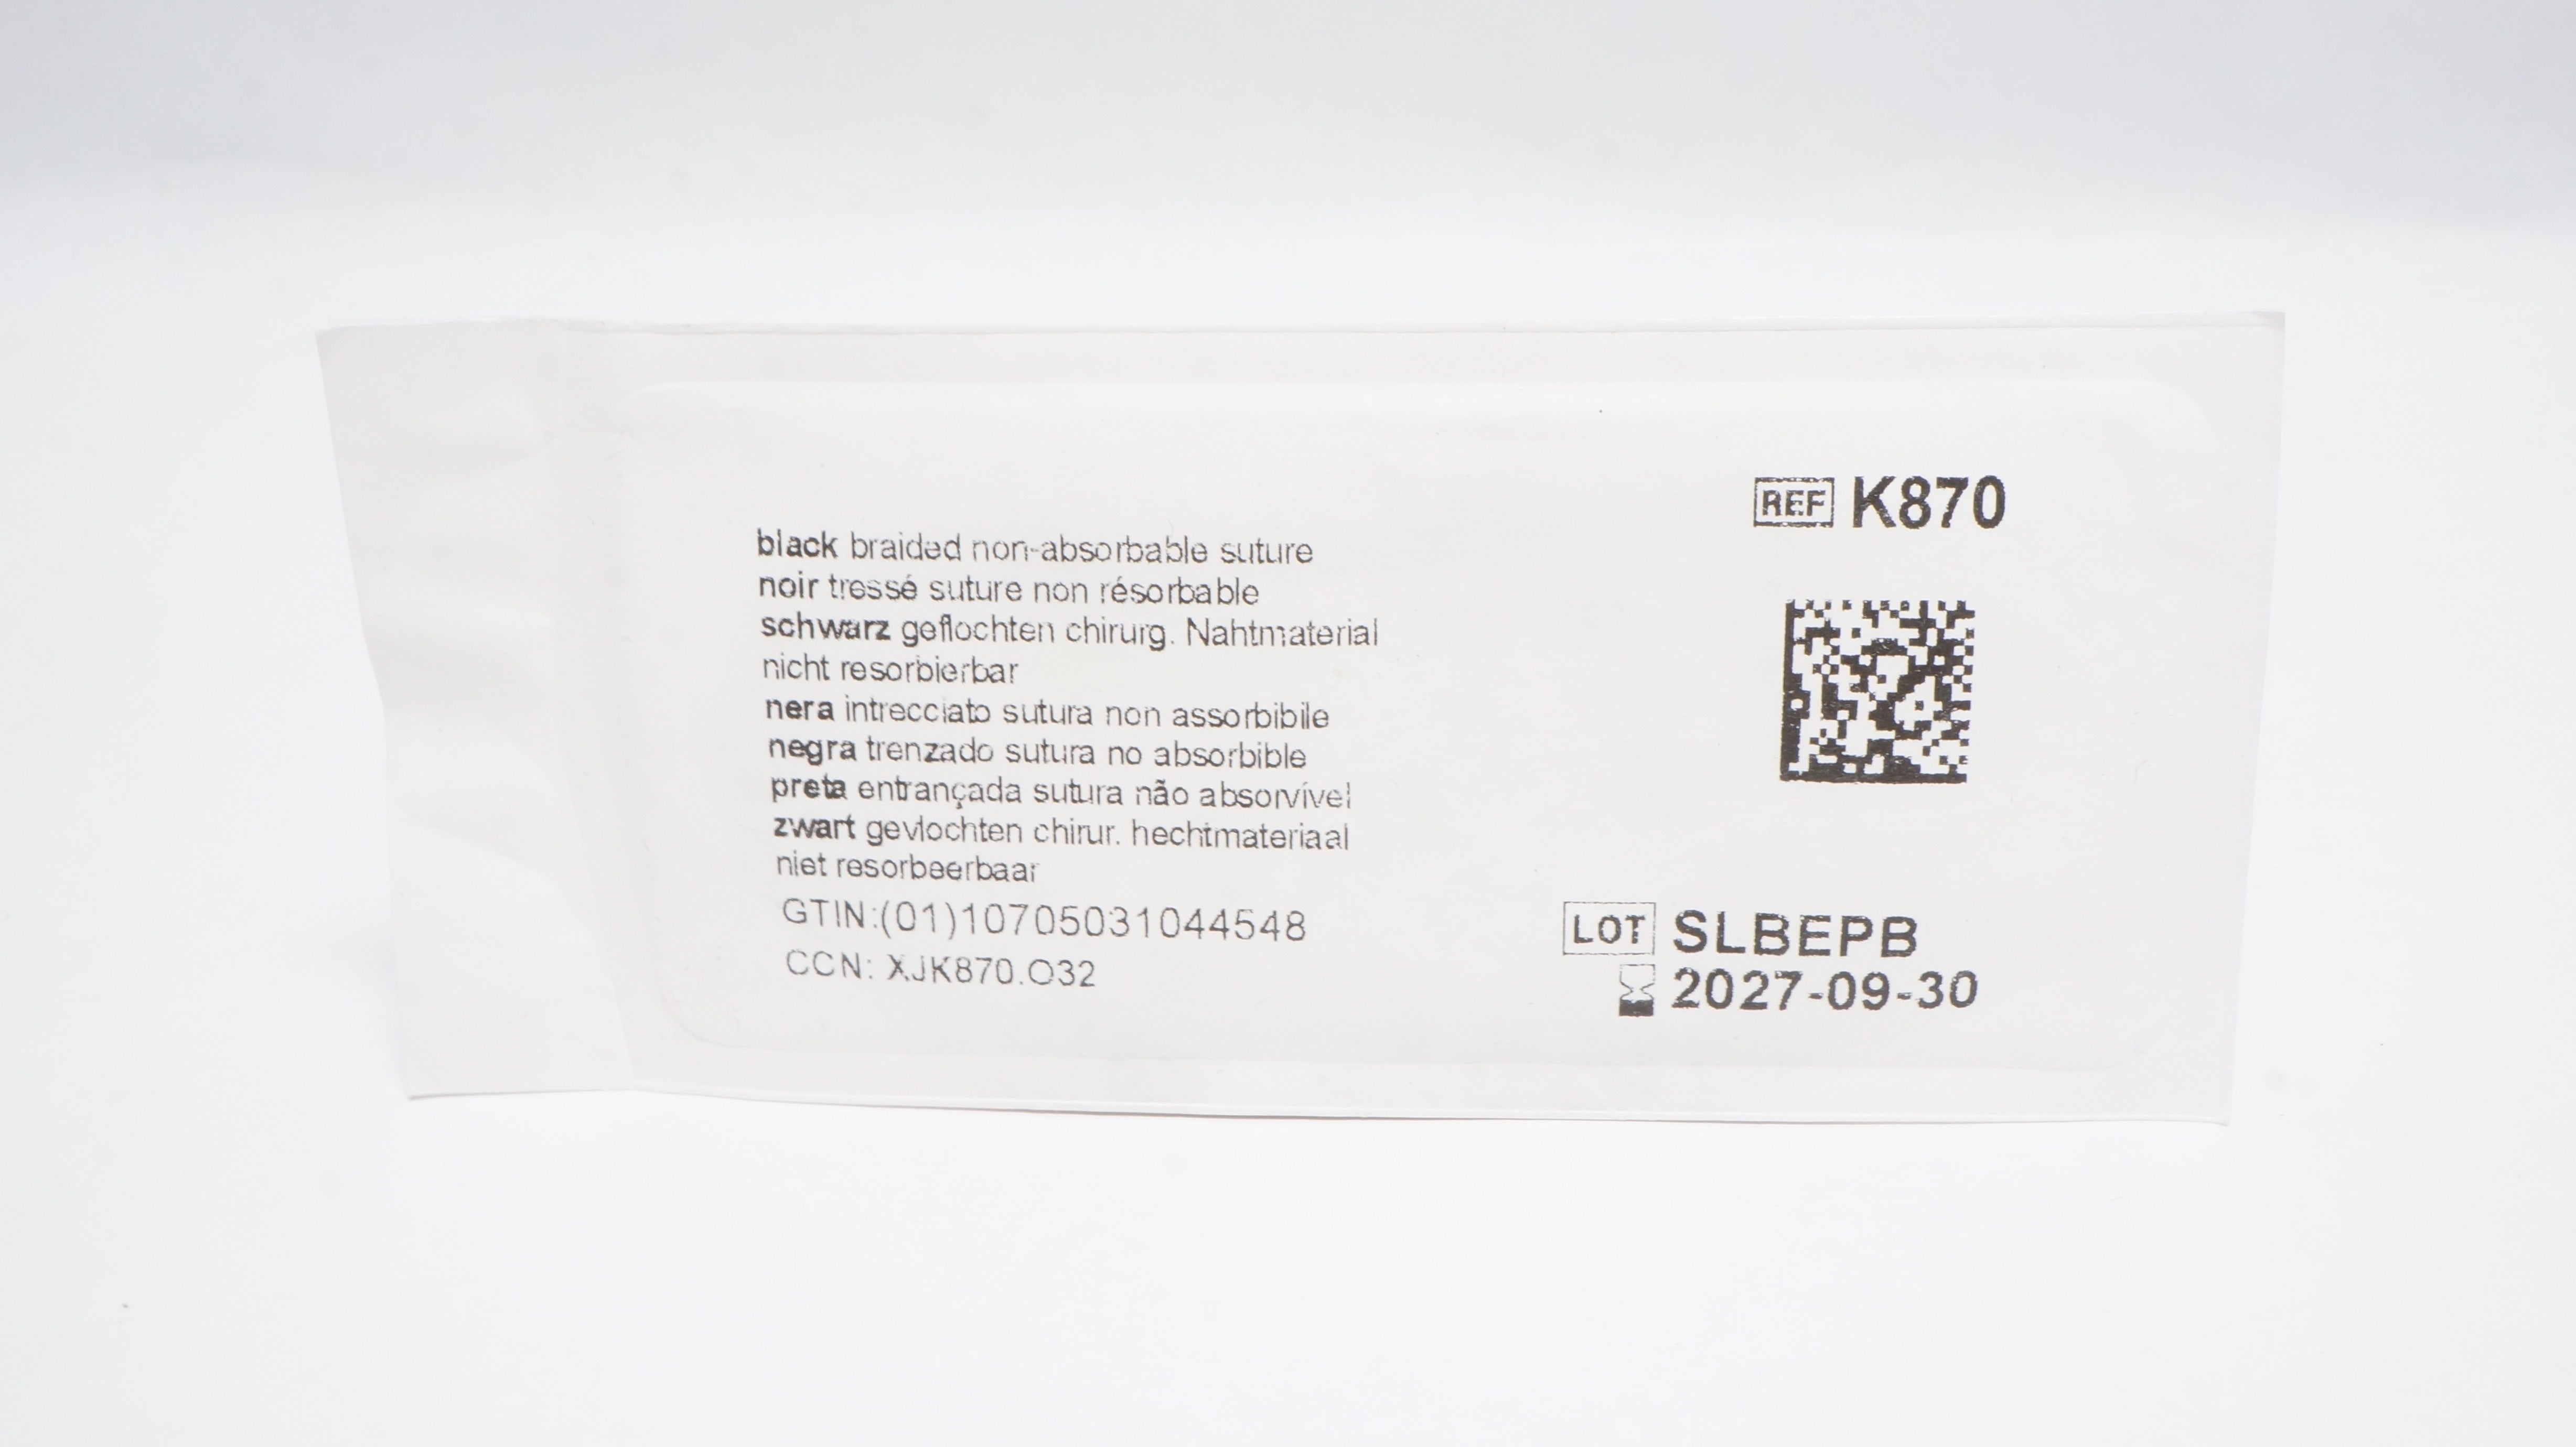 black braided non-absorbable suture
noir tressé suture non résorbable
schwarz geflochten chirurg. Nahtmaterial
nicht resorbierbar
nera intrecciato sutura non assorbibile
negra trenzado sutura no absorbible
preta entrançada sutura não absorvível
zwart gevlochten chirur. hechtmateriaal
niet resorbeerbaar
GTIN:(01)10705031044548
CCN: XJK870.O32
REF K870
LOT SLBEPB
2027-09-30